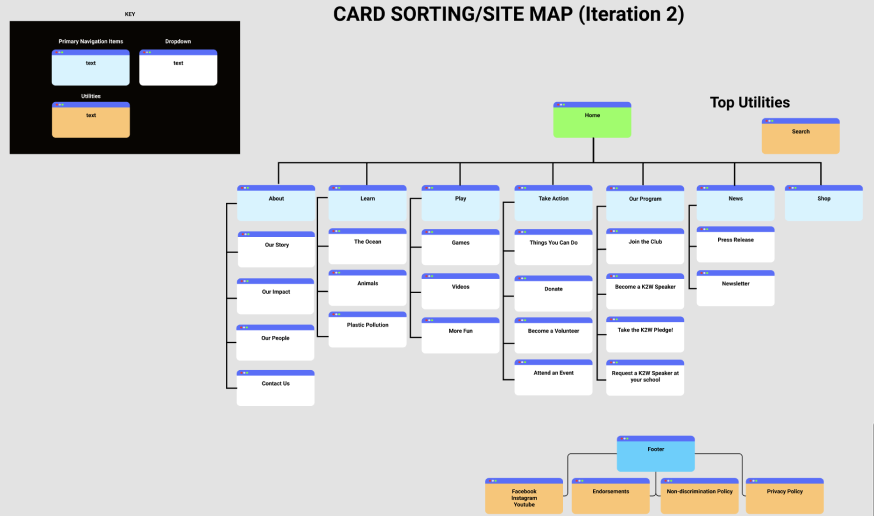 KEY
CARD SORTING/SITE MAP (Iteration 2)
Primary Navigation Items
Dropdown
text
text
Utilities
text
Top Utilities
Home
Search
About
Learn
Play
Take Action
Our Program
News
Shop
Our Story
The Ocean
Games
Things You Can Do
Join the Club
Press Release
Our Impact
Animals
Videos
Donate
Become a K2W Speaker
Newsletter
Our People
Plastic Pollution
More Fun
Become a Volunteer
Take the K2W Pledge!
Contact Us
Attend an Event
Request a K2W Speaker at
your school
Footer
Facebook
Instagram
Youtube
Endorsements
Non-discrimination Policy
Privacy Policy